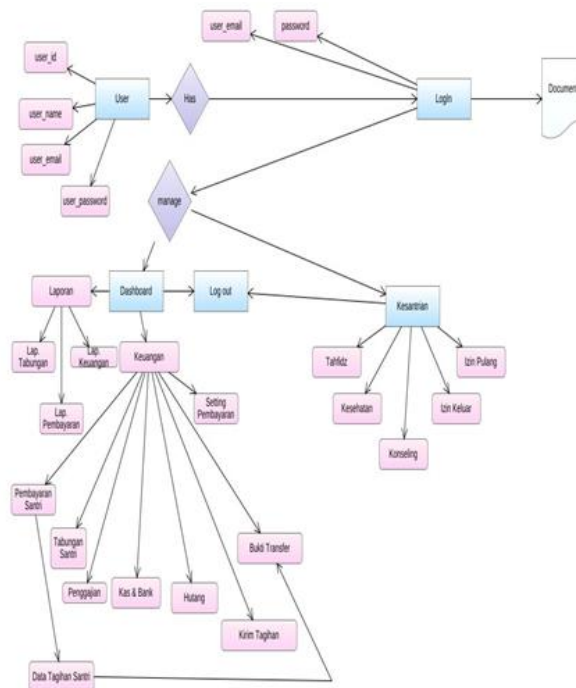 user_email
password
user_id
User
Has
LogIn
Document
user_name
user_email
user_password
manage
Laporan
Dashboard
Log out
Kesantrian
Lap.
Tabungan
Lap.
Keuangan
Keuangan
Tahfidz
Izin Pulang
Lap.
Pembayaran
Setting
Pembayaran
Kesehatan
Izin Keluar
Konseling
Pembayaran
Santri
Tabungan
Santri
Bukti Transfer
Penggajian
Kas & Bank
Hutang
Kirim Tagihan
Data Tagihan Santri